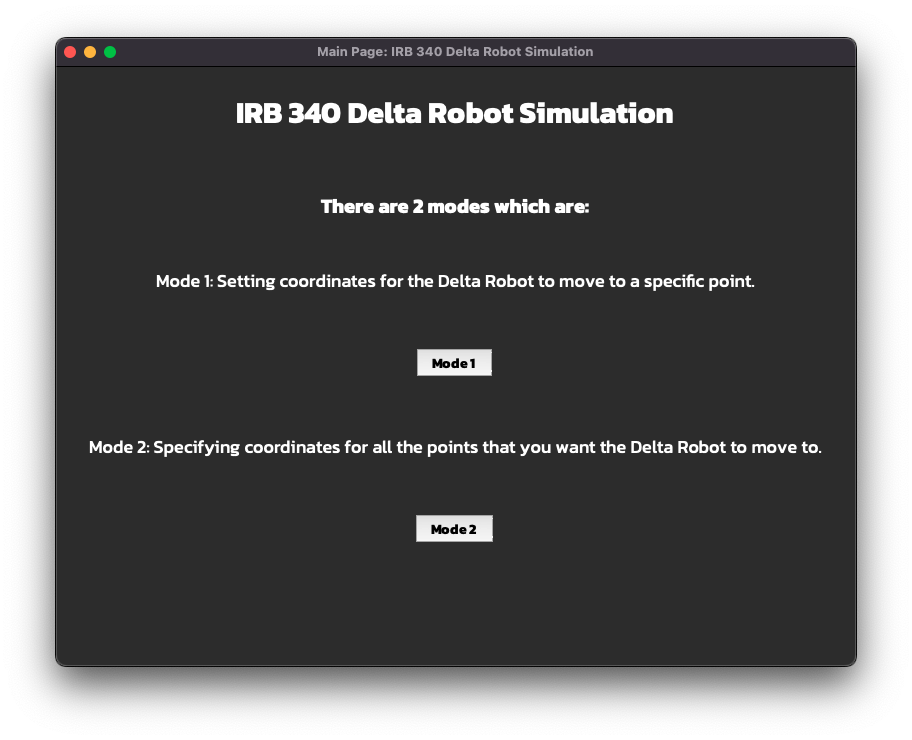 Main Page: IRB 340 Delta Robot Simulation
IRB 340 Delta Robot Simulation
There are 2 modes which are:
Mode 1: Setting coordinates for the Delta Robot to move to a specific point.
Mode 1
Mode 2: Specifying coordinates for all the points that you want the Delta Robot to move to.
Mode 2